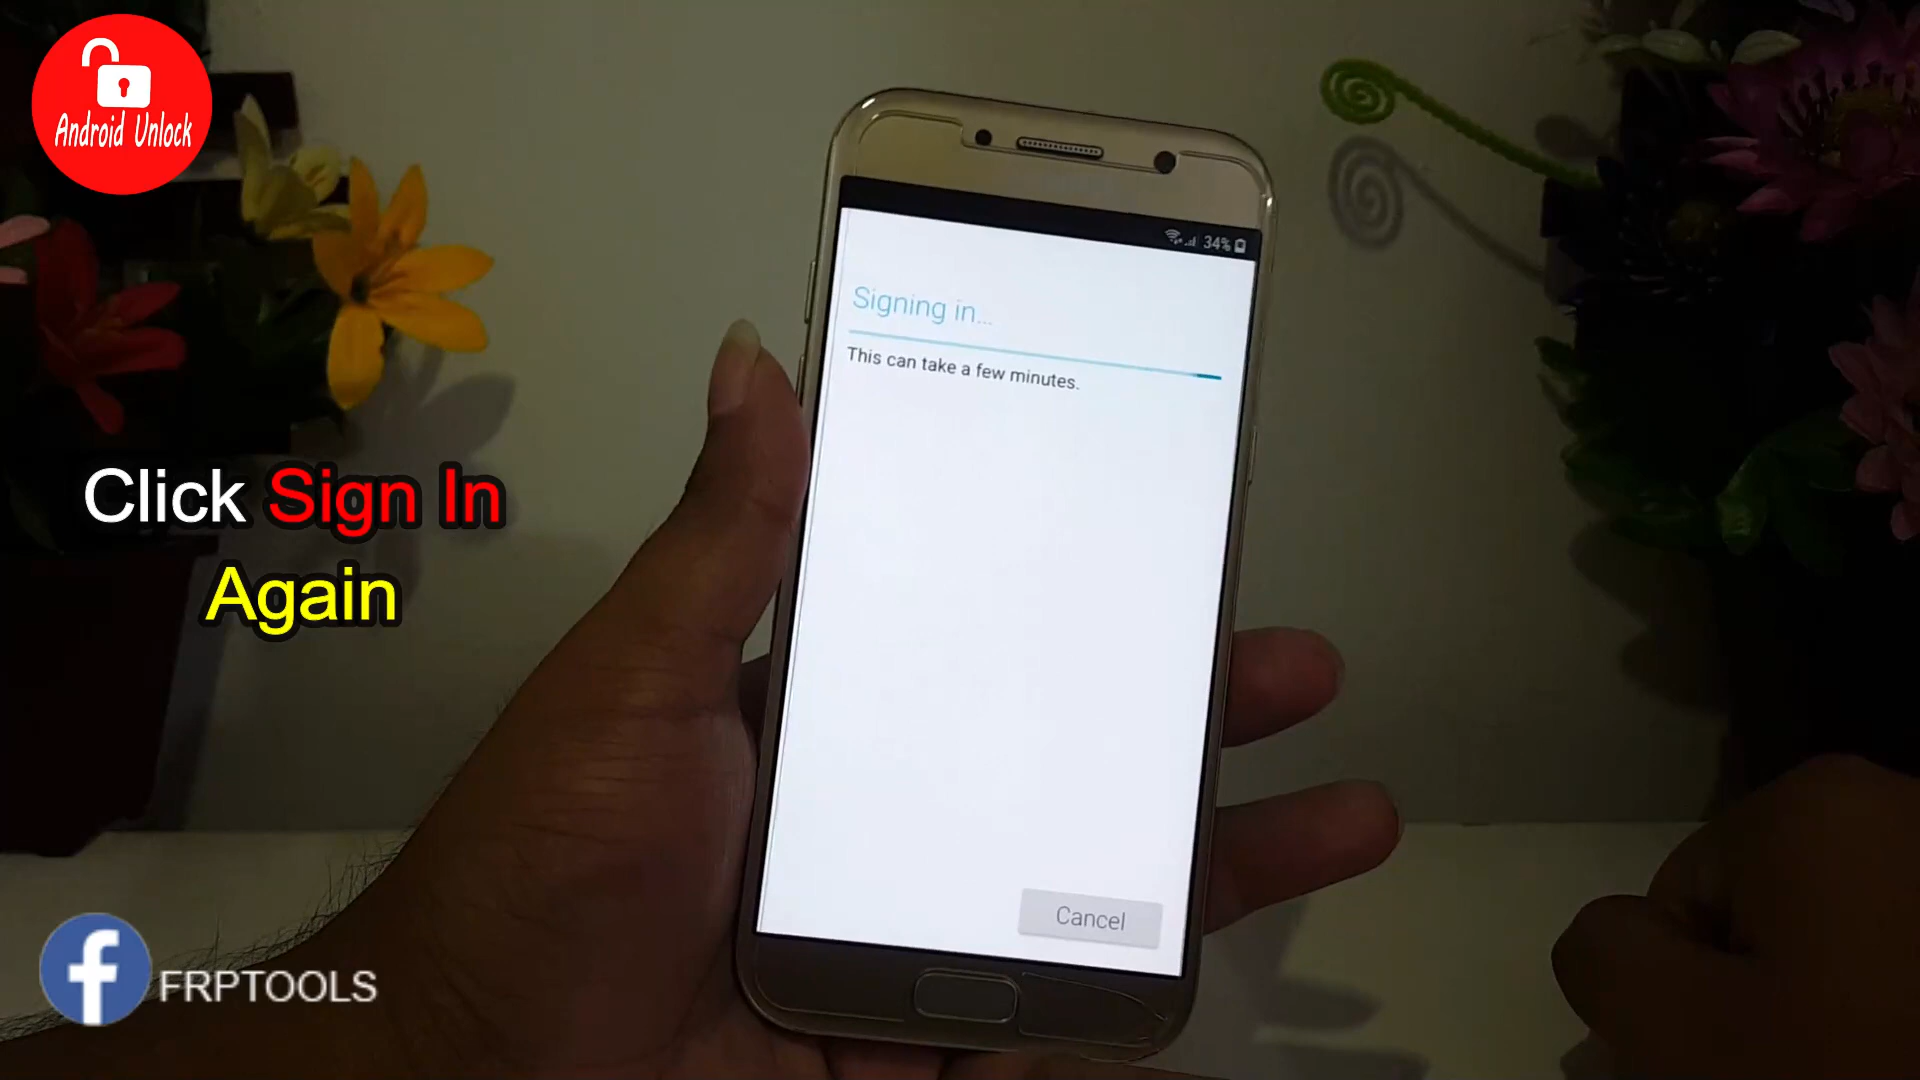 Android Unlock
34%
Signing in...
This can take a few minutes.
Click Sign In
Again
Cancel
FRPTOOLS